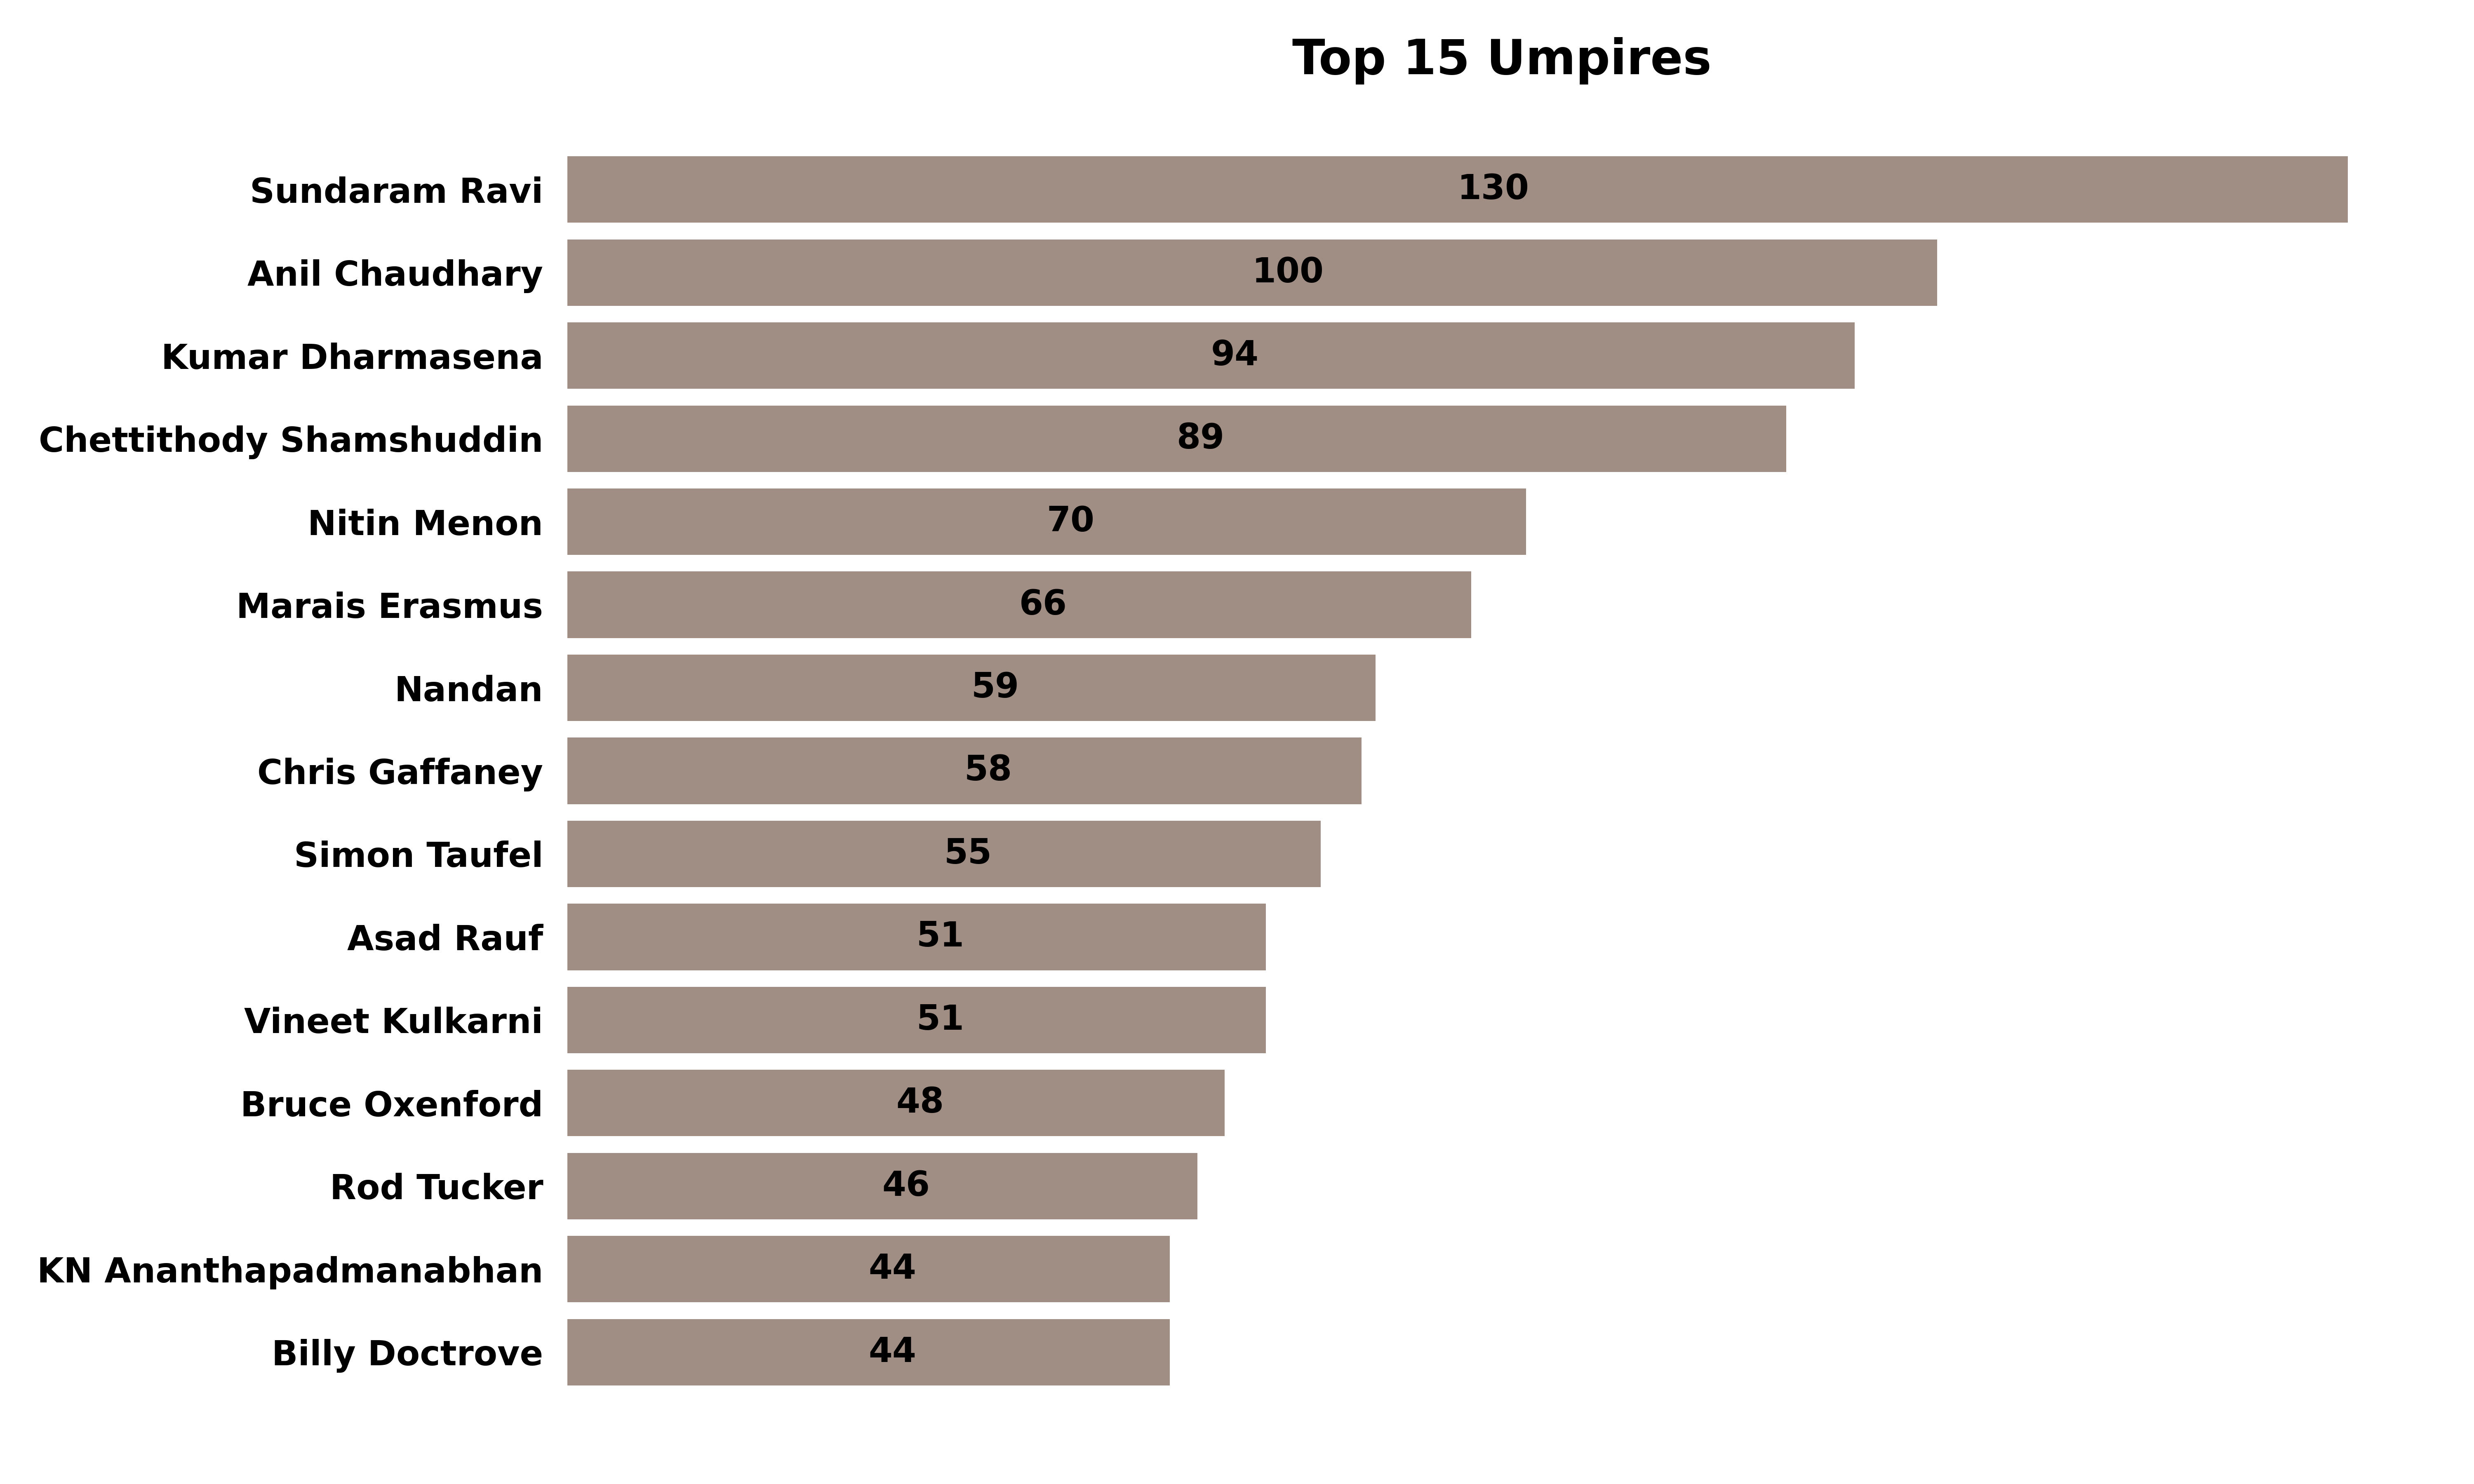 Top 15 Umpires
Sundaram Ravi 130
Anil Chaudhary 100
Kumar Dharmasena 94
Chettithody Shamshuddin 89
Nitin Menon 70
Marais Erasmus 66
Nandan 59
Chris Gaffaney 58
Simon Taufel 55
Asad Rauf 51
Vineet Kulkarni 51
Bruce Oxenford 48
Rod Tucker 46
KN Ananthapadmanabhan 44
Billy Doctrove 44